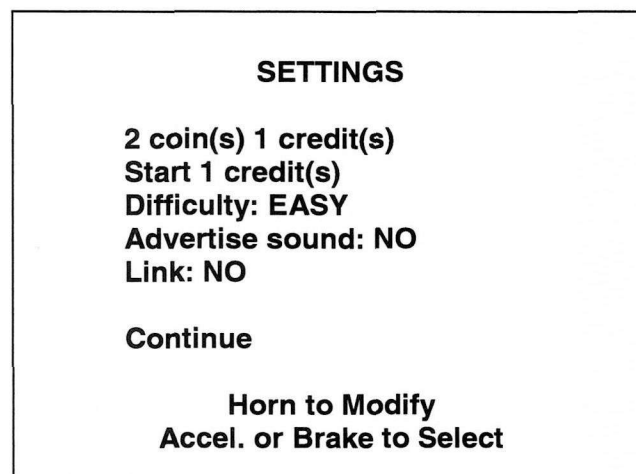 SETTINGS
2 coin(s) 1 credit(s)
Start 1 credit(s)
Difficulty: EASY
Advertise sound: NO
Link: NO
Continue
Horn to Modify
Accel. or Brake to Select